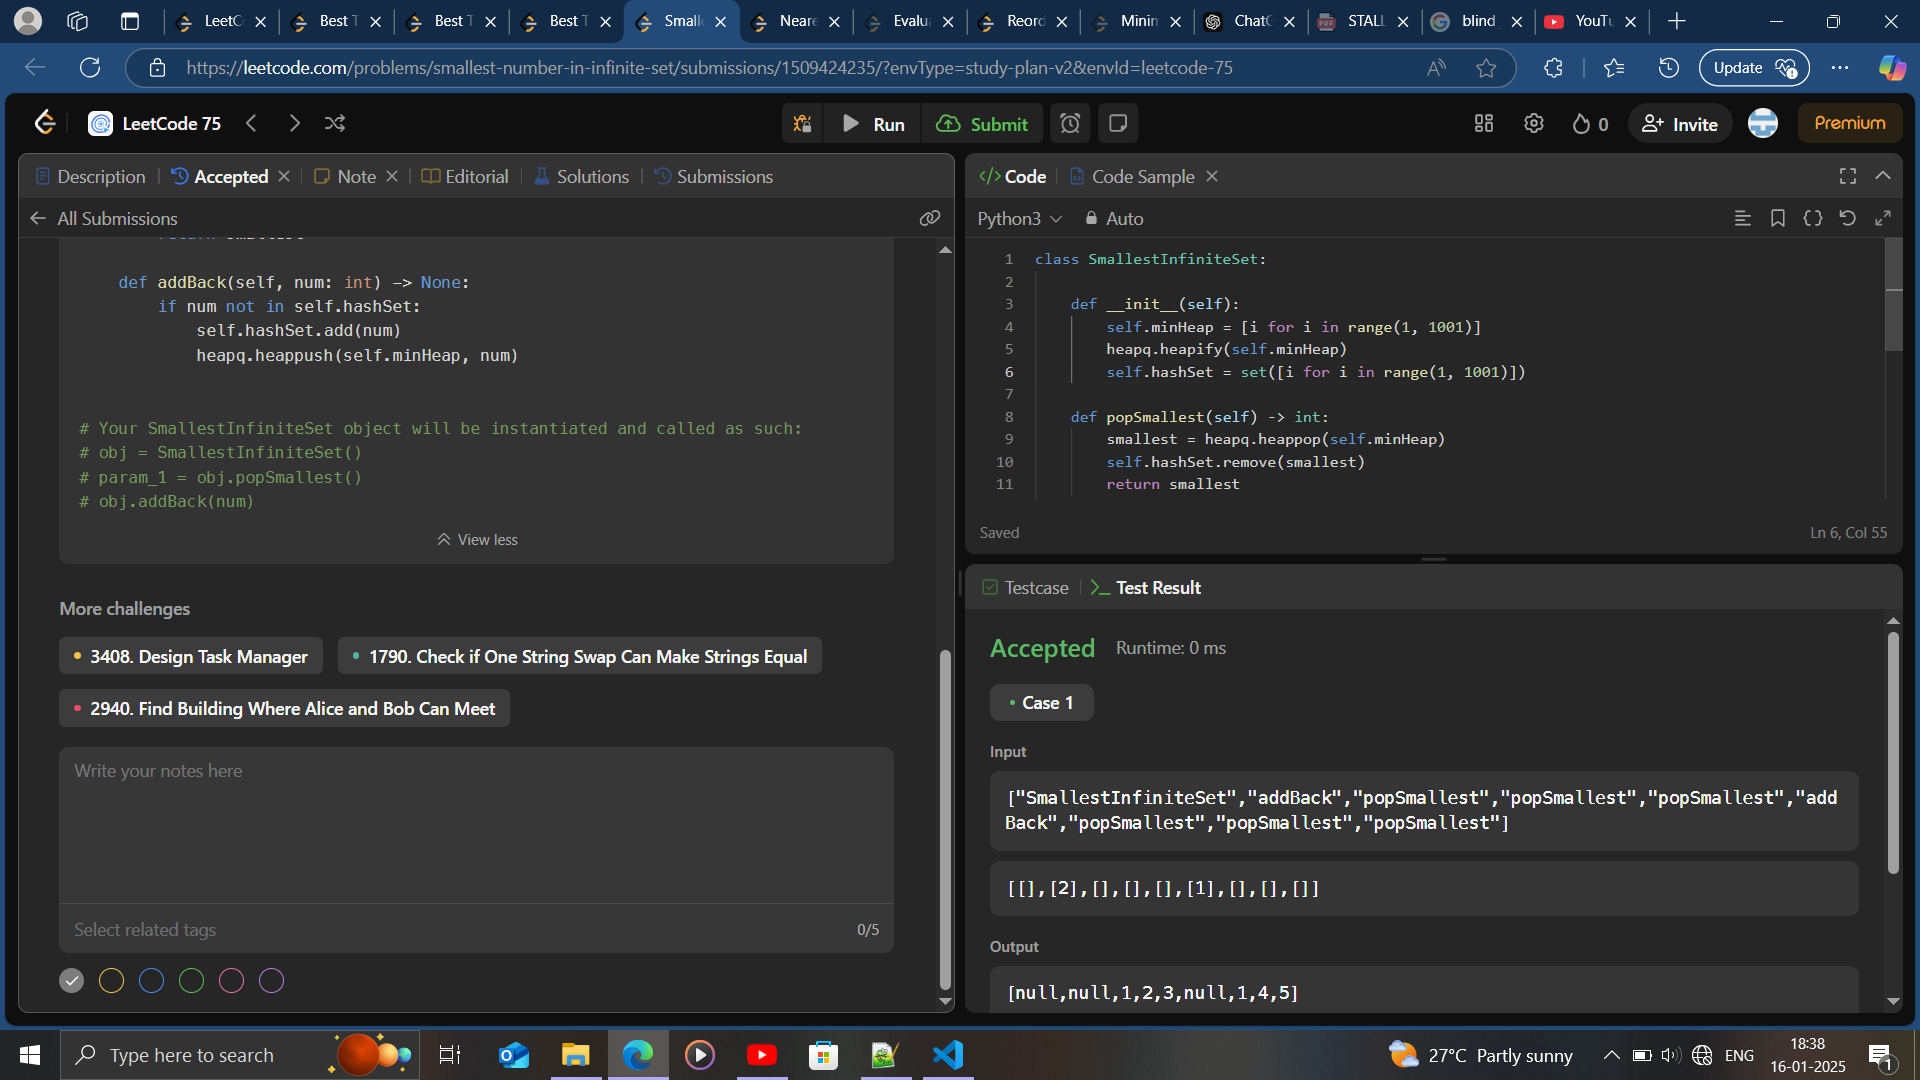 LeetC
Best T
Best T
Best T
Small
Neare
Evalua
Reord
Minim
ChatG
STALL
blind_
YouTu
https://leetcode.com/problems/smallest-number-in-infinite-set/submissions/1509424235/?envType=study-plan-v2&envId=leetcode-75
Update
LeetCode 75
Run
Submit
0
Invite
Premium
Description
Accepted
Note
Editorial
Solutions
Submissions
All Submissions
def addBack(self, num: int) -> None:
if num not in self.hashSet:
self.hashSet.add(num)
heapq.heappush(self.minHeap, num)
# Your SmallestInfiniteSet object will be instantiated and called as such:
# obj = SmallestInfiniteSet()
# param_1 = obj.popSmallest()
# obj.addBack(num)
View less
More challenges
3408. Design Task Manager
1790. Check if One String Swap Can Make Strings Equal
2940. Find Building Where Alice and Bob Can Meet
Write your notes here
Select related tags
0/5
Code
Code Sample
Python3
Auto
1 class SmallestInfiniteSet:
2
3 def __init__(self):
4 self.minHeap = [i for i in range(1, 1001)]
5 heapq.heapify(self.minHeap)
6 self.hashSet = set([i for i in range(1, 1001)])
7
8 def popSmallest(self) -> int:
9 smallest = heapq.heappop(self.minHeap)
10 self.hashSet.remove(smallest)
11 return smallest
Saved
Ln 6, Col 55
Testcase
Test Result
Accepted
Runtime: 0 ms
Case 1
Input
["SmallestInfiniteSet","addBack","popSmallest","popSmallest","popSmallest","add
Back","popSmallest","popSmallest","popSmallest"]
[[],[2],[],[],[],[1],[],[],[]]
Output
[null,null,1,2,3,null,1,4,5]
Type here to search
27°C Partly sunny
ENG
18:38
16-01-2025
1